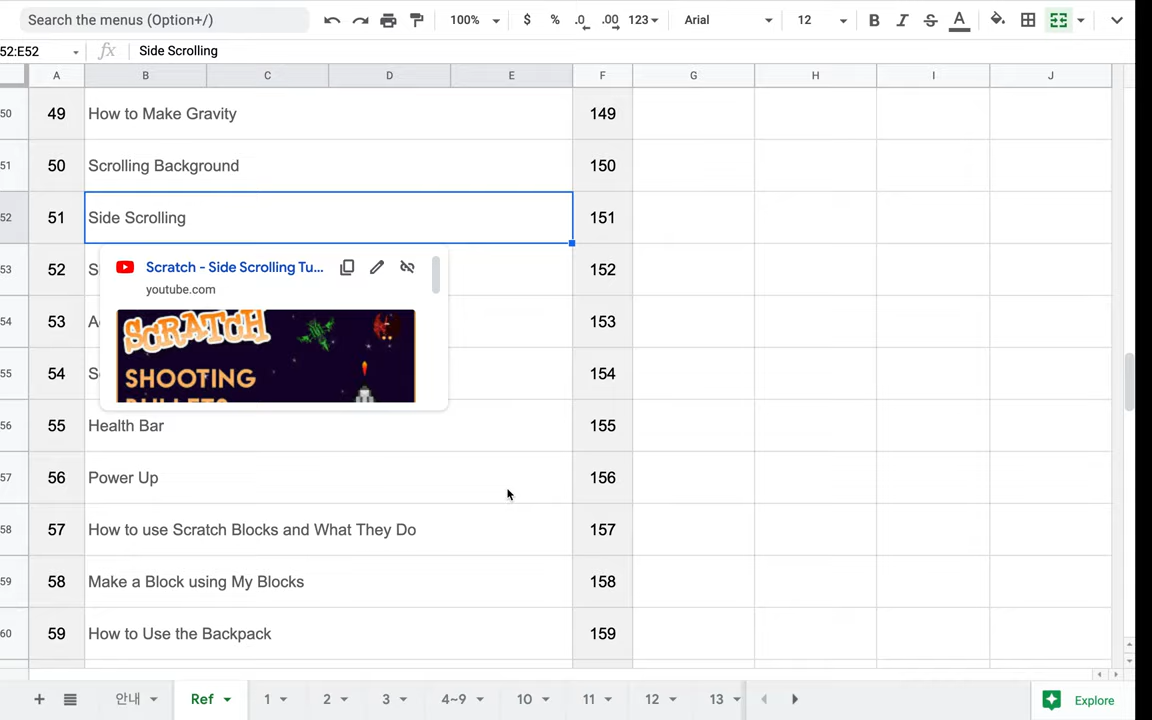 Search the menus (Option+/) 100% $ % .0 .00 123 Arial 12 B I S A
52:E52 fx Side Scrolling
A B C D E F G H I J
50 49 How to Make Gravity 149
51 50 Scrolling Background 150
52 51 Side Scrolling 151
53 52 S 152
Scratch - Side Scrolling Tu...
youtube.com
54 53 A 153
SCRATCH
SHOOTING
BULLETS
55 54 S 154
56 55 Health Bar 155
57 56 Power Up 156
58 57 How to use Scratch Blocks and What They Do 157
59 58 Make a Block using My Blocks 158
60 59 How to Use the Backpack 159
+ 안내 Ref 1 2 3 4~9 10 11 12 13 Explore